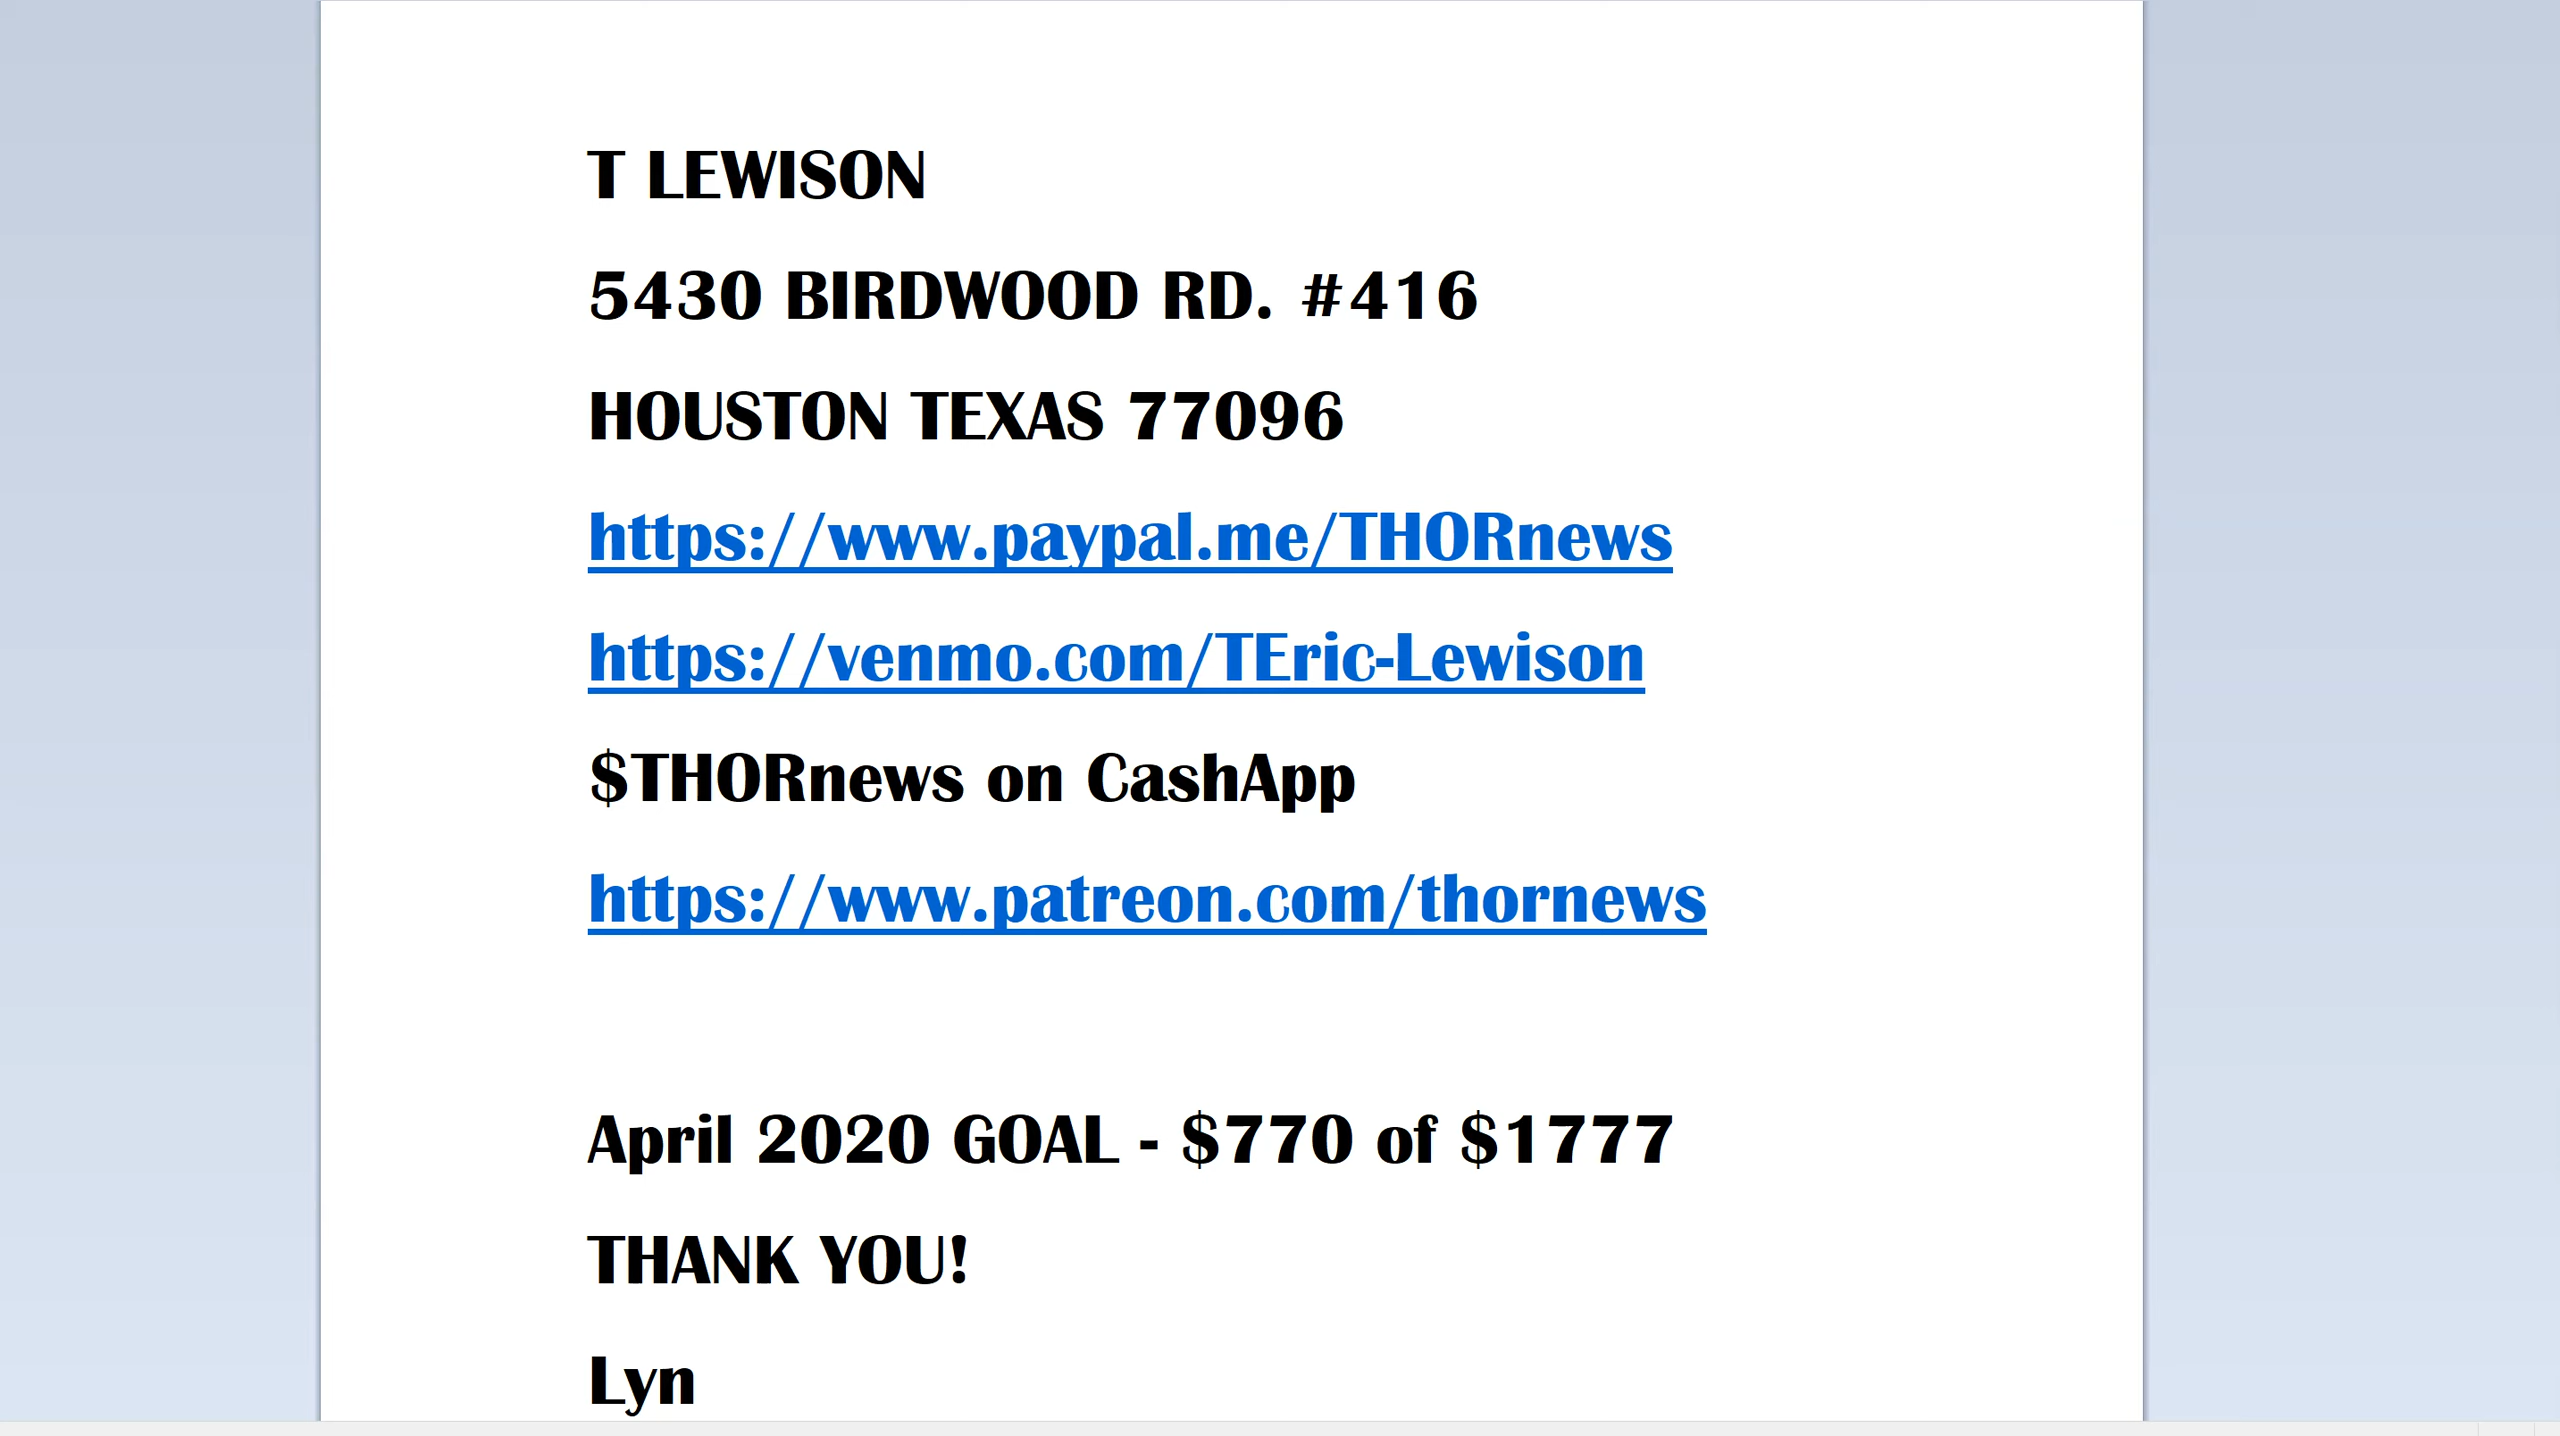 T LEWISON
5430 BIRDWOOD RD. #416
HOUSTON TEXAS 77096
https://www.paypal.me/THORnews
https://venmo.com/TEric-Lewison
$THORnews on CashApp
https://www.patreon.com/thornews
April 2020 GOAL - $770 of $1777
THANK YOU!
Lyn